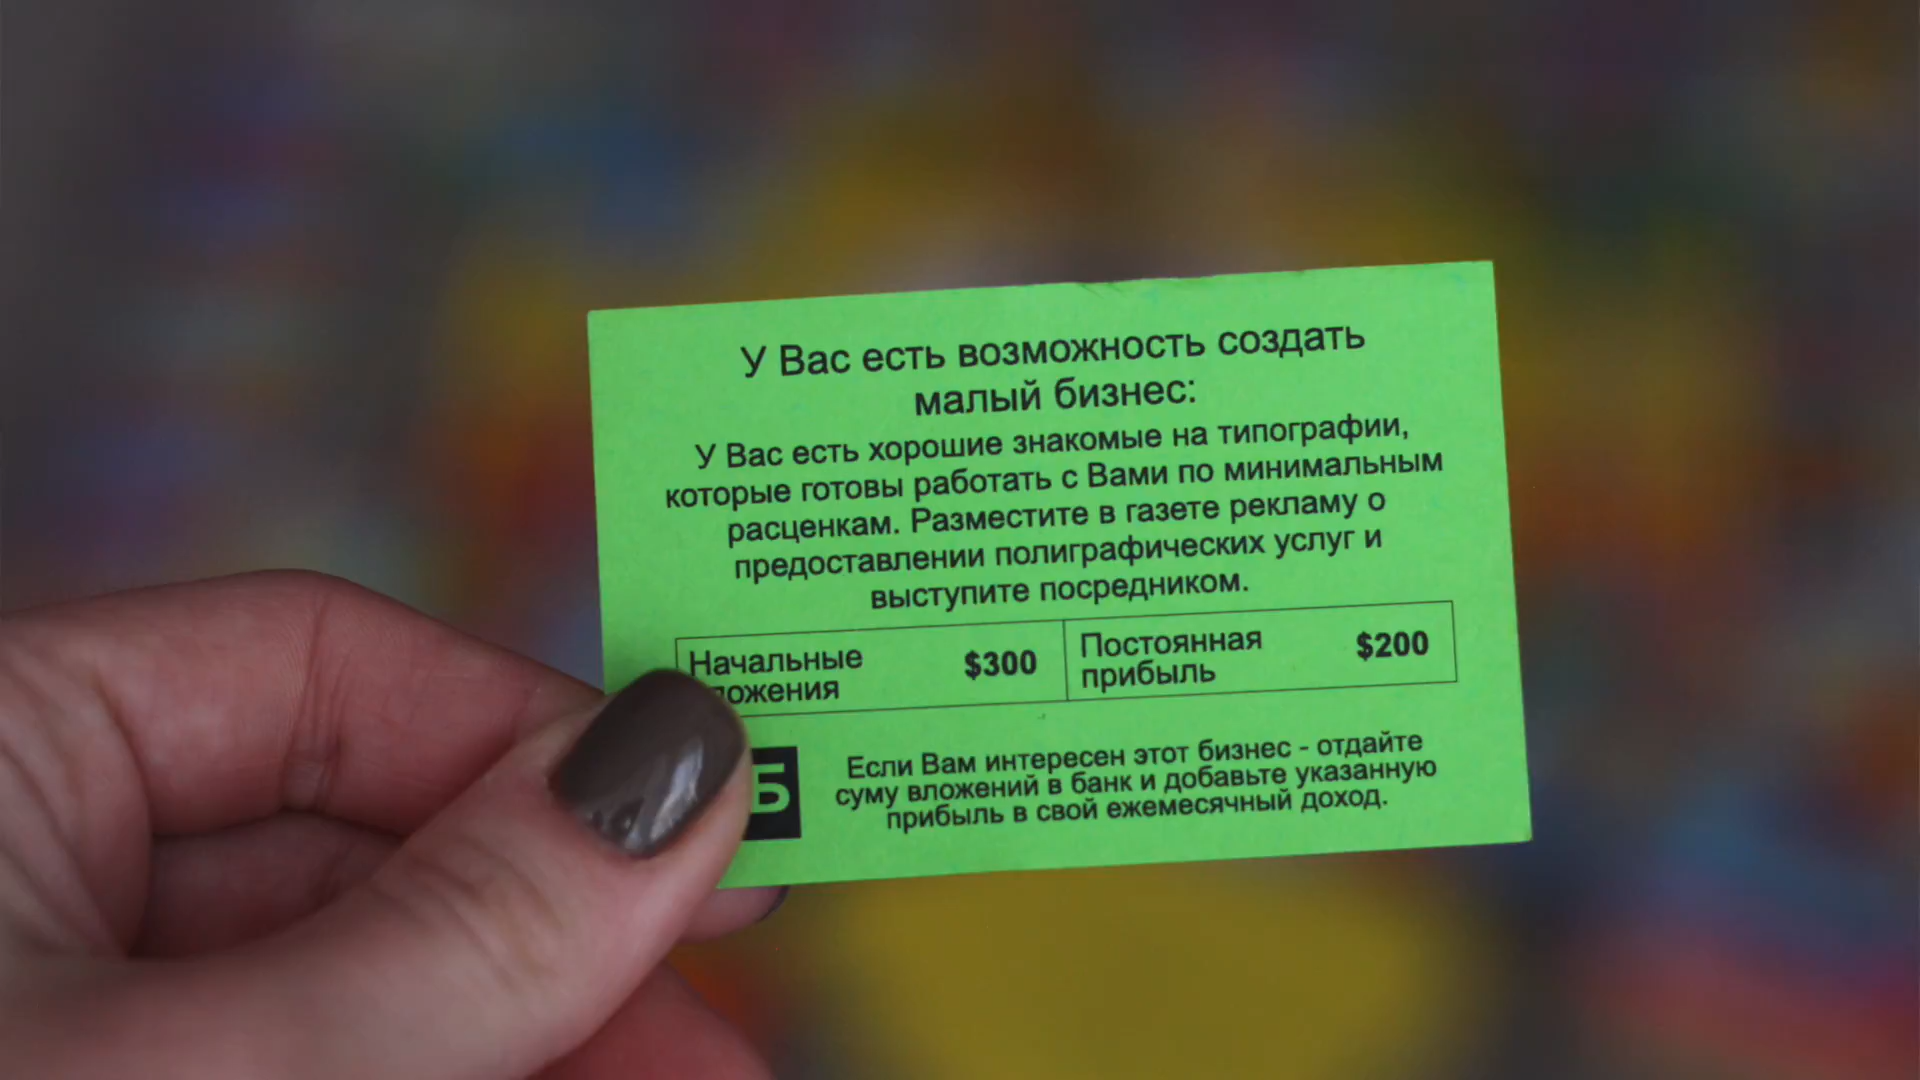 У Вас есть возможность создать
малый бизнес:
У Вас есть хорошие знакомые на типографии,
которые готовы работать с Вами по минимальным
расценкам. Разместите в газете рекламу о
предоставлении полиграфических услуг и
выступите посредником.
Начальные
ложения
$300
Постоянная
прибыль
$200
Б
Если Вам интересен этот бизнес - отдайте
суму вложений в банк и добавьте указанную
прибыль в свой ежемесячный доход.